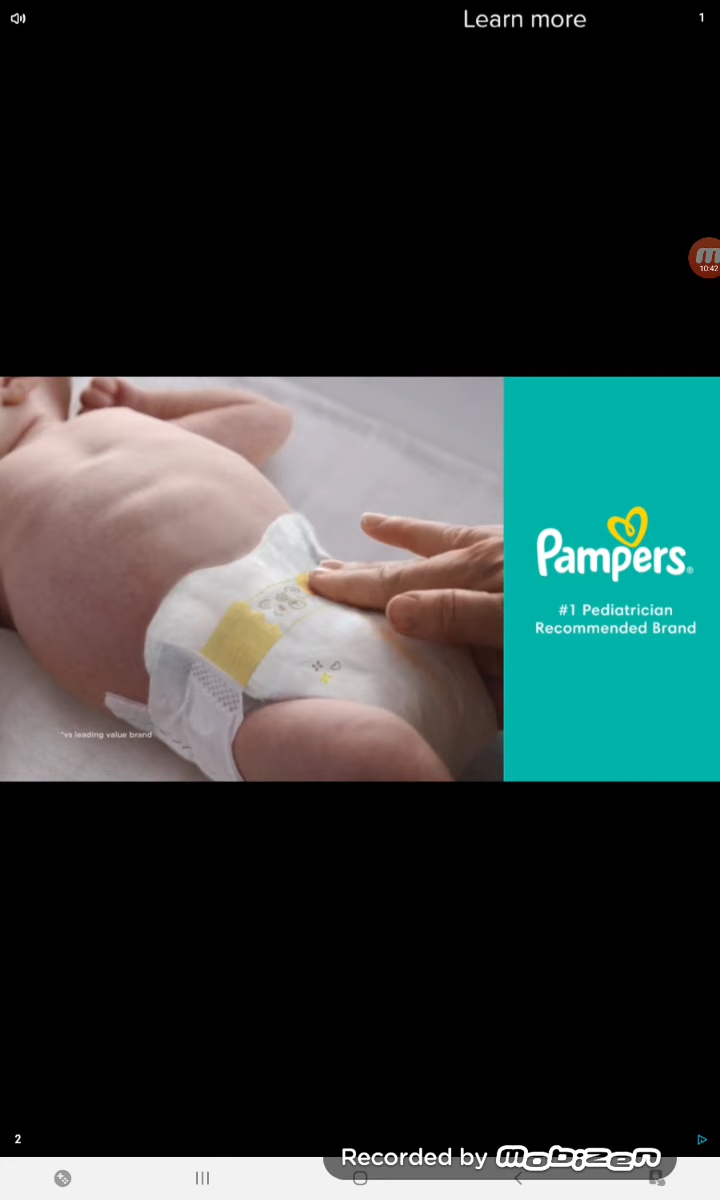 Learn more
1
10:42
Pampers®
#1 Pediatrician
Recommended Brand
*vs leading value brand
2
Recorded by mobizen